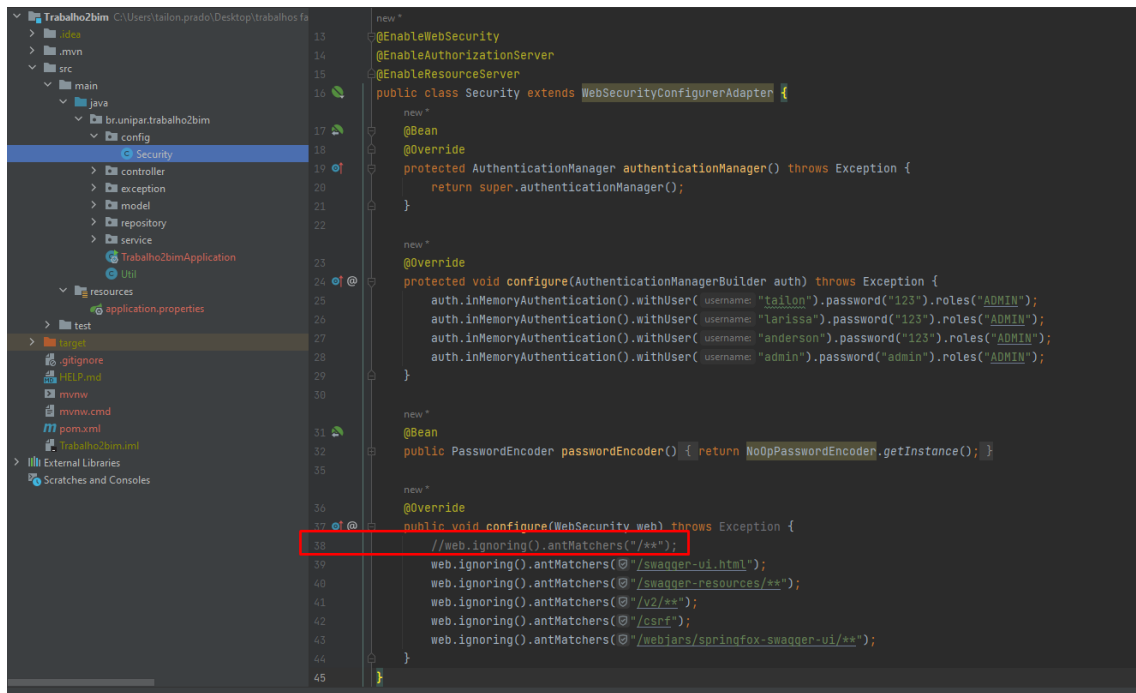 Trabalho2bim C:\Users\tailon.prado\Desktop\trabalhos fa
.idea
.mvn
src
main
java
br.unipar.trabalho2bim
config
Security
controller
exception
model
repository
service
Trabalho2bimApplication
Util
resources
application.properties
test
target
.gitignore
HELP.md
mvnw
mvnw.cmd
pom.xml
Trabalho2bim.iml
External Libraries
Scratches and Consoles
new *
13 @EnableWebSecurity
14 @EnableAuthorizationServer
15 @EnableResourceServer
16 public class Security extends WebSecurityConfigurerAdapter {
new *
17 @Bean
18 @Override
19 protected AuthenticationManager authenticationManager() throws Exception {
20 return super.authenticationManager();
21 }
22
new *
23 @Override
24 @ protected void configure(AuthenticationManagerBuilder auth) throws Exception {
25 auth.inMemoryAuthentication().withUser( username: "tailon").password("123").roles("ADMIN");
26 auth.inMemoryAuthentication().withUser( username: "larissa").password("123").roles("ADMIN");
27 auth.inMemoryAuthentication().withUser( username: "anderson").password("123").roles("ADMIN");
28 auth.inMemoryAuthentication().withUser( username: "admin").password("admin").roles("ADMIN");
29 }
30
new *
31 @Bean
32 public PasswordEncoder passwordEncoder() { return NoOpPasswordEncoder.getInstance(); }
35
new *
36 @Override
37 @ public void configure(WebSecurity web) throws Exception {
38 //web.ignoring().antMatchers("/**");
39 web.ignoring().antMatchers("/swagger-ui.html");
40 web.ignoring().antMatchers("/swagger-resources/**");
41 web.ignoring().antMatchers("/v2/**");
42 web.ignoring().antMatchers("/csrf");
43 web.ignoring().antMatchers("/webjars/springfox-swagger-ui/**");
44 }
45 }